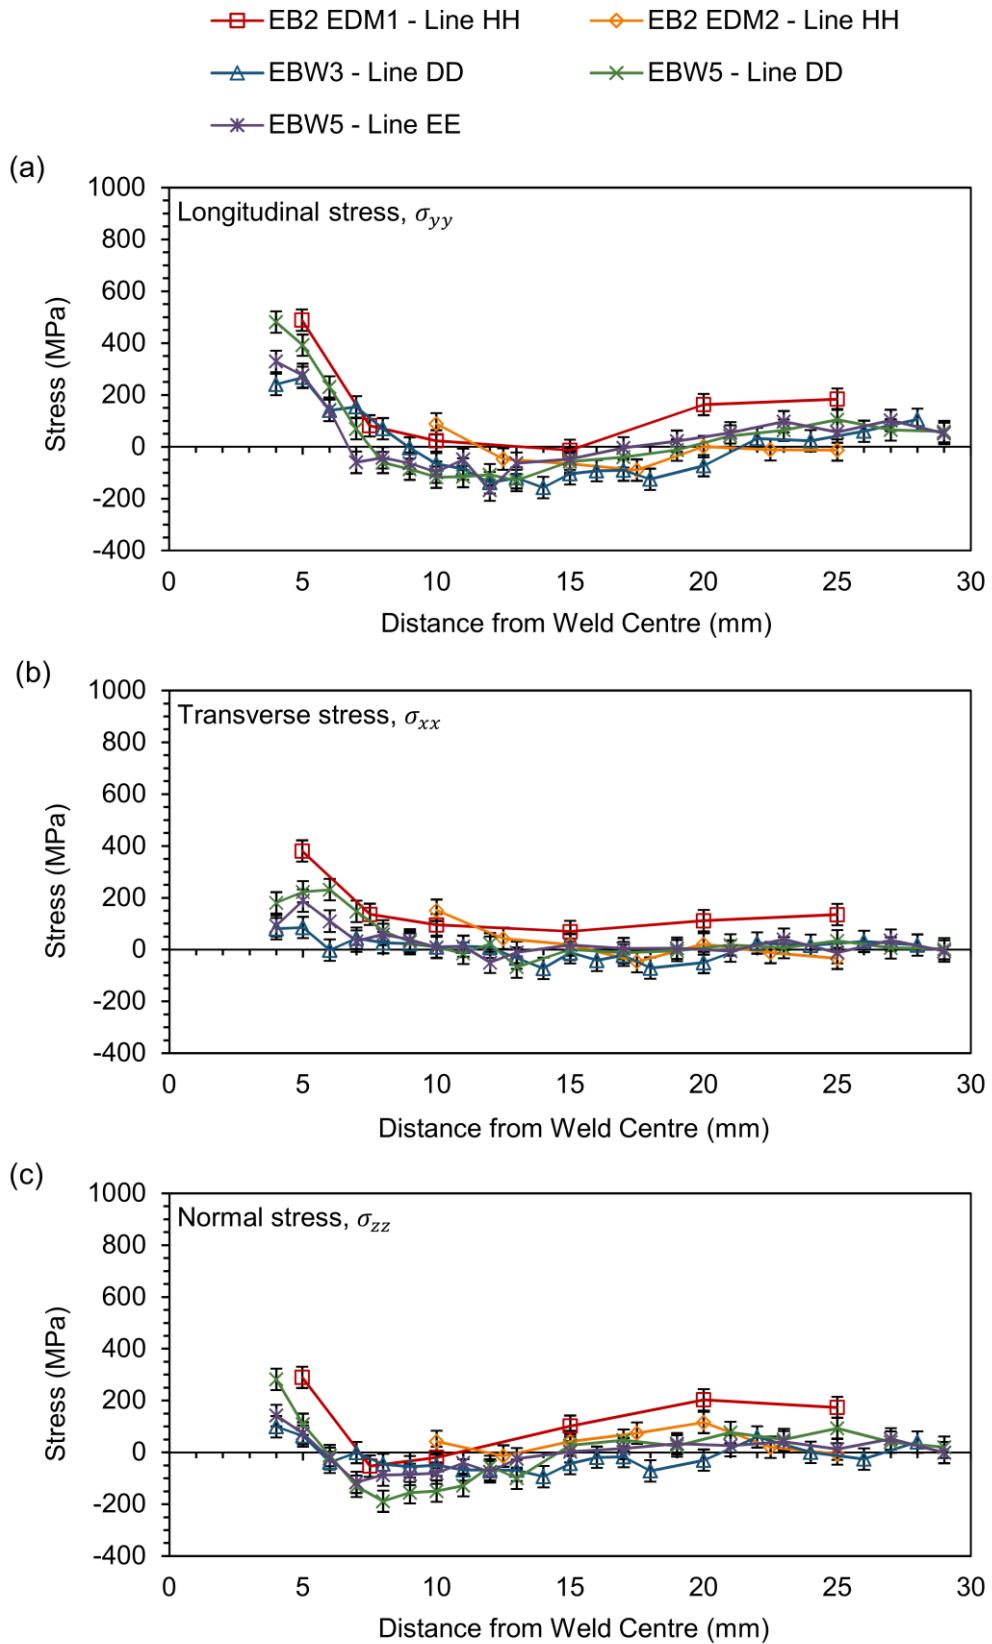 EB2 EDM1 - Line HH
EB2 EDM2 - Line HH
EBW3 - Line DD
EBW5 - Line DD
EBW5 - Line EE
(a)
Longitudinal stress, σyy
1000
800
600
400
200
0
-200
-400
Stress (MPa)
0 5 10 15 20 25 30
Distance from Weld Centre (mm)
(b)
Transverse stress, σxx
1000
800
600
400
200
0
-200
-400
Stress (MPa)
0 5 10 15 20 25 30
Distance from Weld Centre (mm)
(c)
Normal stress, σzz
1000
800
600
400
200
0
-200
-400
Stress (MPa)
0 5 10 15 20 25 30
Distance from Weld Centre (mm)